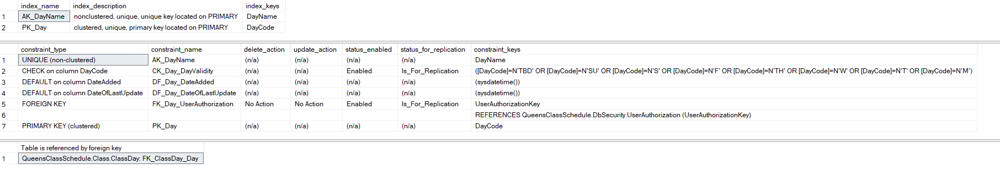 index_name index_description index_keys
1 AK_DayName nonclustered, unique, unique key located on PRIMARY DayName
2 PK_Day clustered, unique, primary key located on PRIMARY DayCode
constraint_type constraint_name delete_action update_action status_enabled status_for_replication constraint_keys
1 UNIQUE (non-clustered) AK_DayName (n/a) (n/a) (n/a) (n/a) DayName
2 CHECK on column DayCode CK_Day_DayValidity (n/a) (n/a) Enabled Is_For_Replication ([DayCode]=N'TBD' OR [DayCode]=N'SU' OR [DayCode]=N'S' OR [DayCode]=N'F' OR [DayCode]=N'TH' OR [DayCode]=N'W' OR [DayCode]=N'T' OR [DayCode]=N'M')
3 DEFAULT on column DateAdded DF_Day_DateAdded (n/a) (n/a) (n/a) (n/a) (sysdatetime())
4 DEFAULT on column DateOfLastUpdate DF_Day_DateOfLastUpdate (n/a) (n/a) (n/a) (n/a) (sysdatetime())
5 FOREIGN KEY FK_Day_UserAuthorization No Action No Action Enabled Is_For_Replication UserAuthorizationKey
6 REFERENCES QueensClassSchedule.DbSecurity.UserAuthorization (UserAuthorizationKey)
7 PRIMARY KEY (clustered) PK_Day (n/a) (n/a) (n/a) (n/a) DayCode
Table is referenced by foreign key
1 QueensClassSchedule.Class.ClassDay: FK_ClassDay_Day